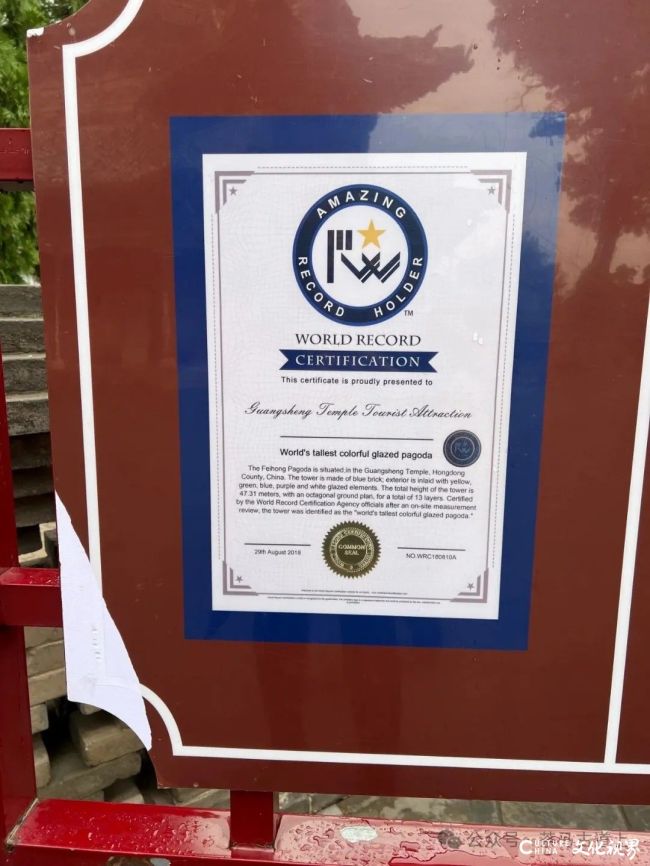 AMAZING
RECORD HOLDER
TM
WORLD RECORD
CERTIFICATION
This certificate is proudly presented to
Guangsheng Temple Tourist Attraction
World's tallest colorful glazed pagoda
The Feihong Pagoda is situated in the Guangsheng Temple, Hongdong
County, China. The tower is made of blue brick; exterior is inlaid with yellow,
green, blue, purple and white glazed elements. The total height of the tower is
47.31 meters, with an octagonal ground plan, for a total of 13 layers. Certified
by the World Record Certification Agency officials after an on-site measurement
review, the tower was identified as the "world's tallest colorful glazed pagoda."
COMMON
SEAL
29th August 2018
NO.WRC180810A
公众号
CULTURE
CHINA 文化视界